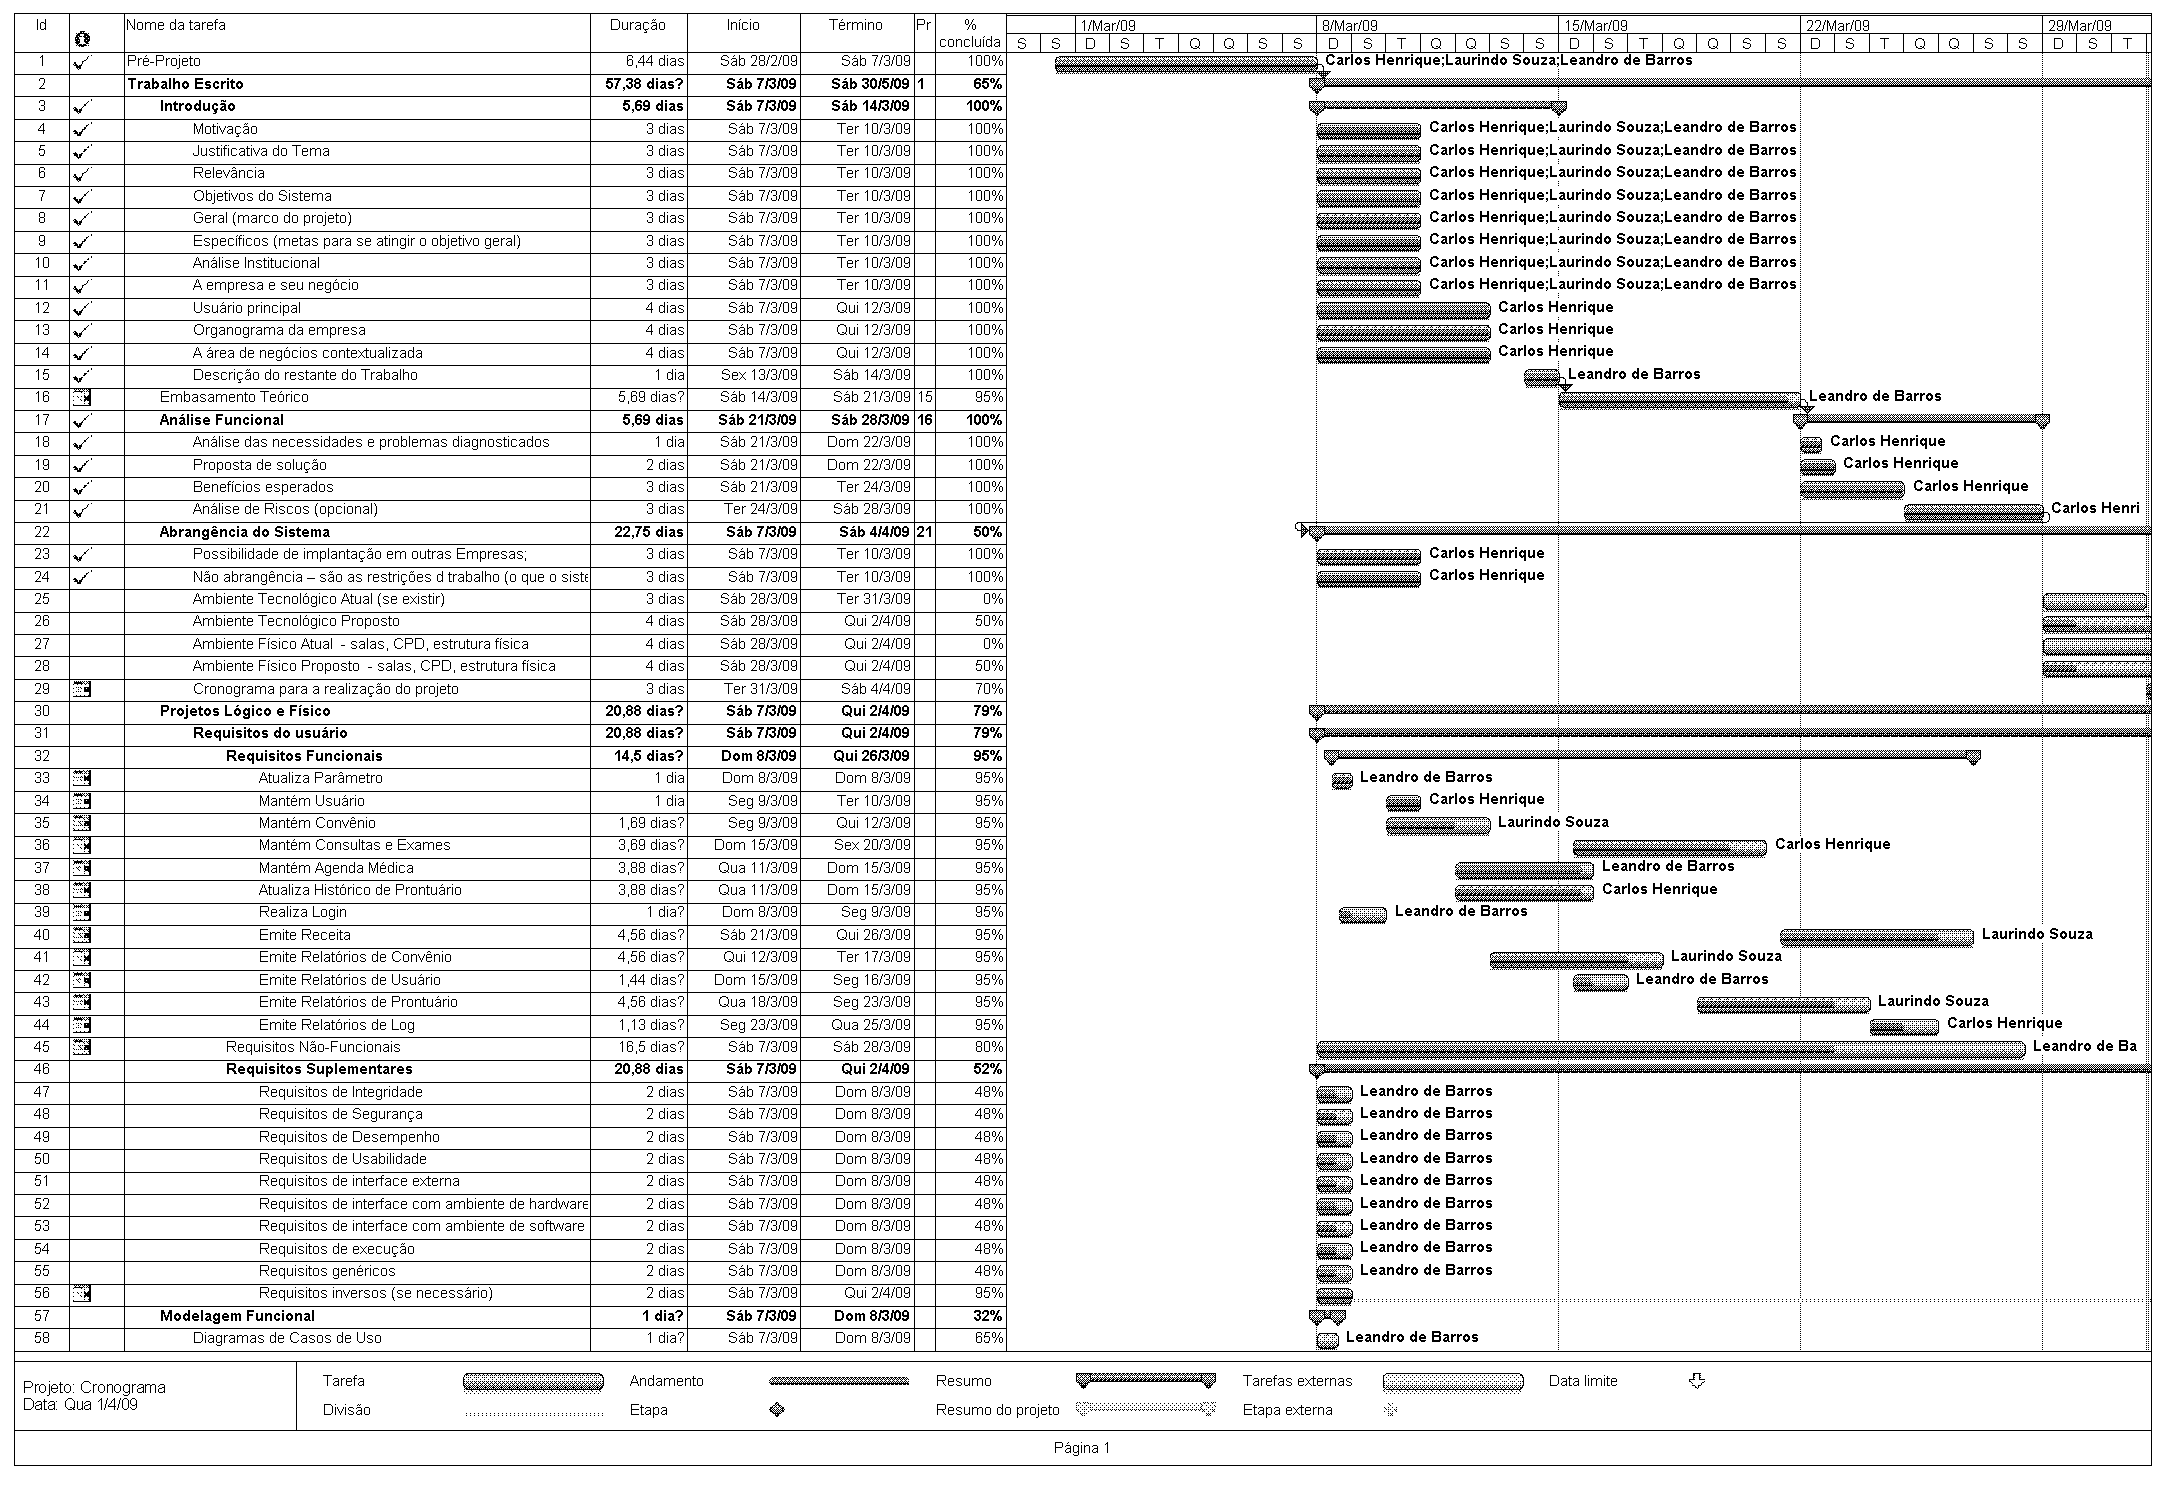 Id Nome da tarefa Duração Início Término Pr % concluída
1/Mar/09 8/Mar/09 15/Mar/09 22/Mar/09 29/Mar/09
S S D S T Q Q S S D S T Q Q S S D S T Q Q S S D S T Q Q S S D S T
1 Pré-Projeto 6,44 dias Sáb 28/2/09 Sáb 7/3/09 100% Carlos Henrique;Laurindo Souza;Leandro de Barros
2 Trabalho Escrito 57,38 dias? Sáb 7/3/09 Sáb 30/5/09 1 65%
3 Introdução 5,69 dias Sáb 7/3/09 Sáb 14/3/09 100%
4 Motivação 3 dias Sáb 7/3/09 Ter 10/3/09 100% Carlos Henrique;Laurindo Souza;Leandro de Barros
5 Justificativa do Tema 3 dias Sáb 7/3/09 Ter 10/3/09 100% Carlos Henrique;Laurindo Souza;Leandro de Barros
6 Relevância 3 dias Sáb 7/3/09 Ter 10/3/09 100% Carlos Henrique;Laurindo Souza;Leandro de Barros
7 Objetivos do Sistema 3 dias Sáb 7/3/09 Ter 10/3/09 100% Carlos Henrique;Laurindo Souza;Leandro de Barros
8 Geral (marco do projeto) 3 dias Sáb 7/3/09 Ter 10/3/09 100% Carlos Henrique;Laurindo Souza;Leandro de Barros
9 Específicos (metas para se atingir o objetivo geral) 3 dias Sáb 7/3/09 Ter 10/3/09 100% Carlos Henrique;Laurindo Souza;Leandro de Barros
10 Análise Institucional 3 dias Sáb 7/3/09 Ter 10/3/09 100% Carlos Henrique;Laurindo Souza;Leandro de Barros
11 A empresa e seu negócio 3 dias Sáb 7/3/09 Ter 10/3/09 100% Carlos Henrique;Laurindo Souza;Leandro de Barros
12 Usuário principal 4 dias Sáb 7/3/09 Qui 12/3/09 100% Carlos Henrique
13 Organograma da empresa 4 dias Sáb 7/3/09 Qui 12/3/09 100% Carlos Henrique
14 A área de negócios contextualizada 4 dias Sáb 7/3/09 Qui 12/3/09 100% Carlos Henrique
15 Descrição do restante do Trabalho 1 dia Sex 13/3/09 Sáb 14/3/09 100% Leandro de Barros
16 Embasamento Teórico 5,69 dias? Sáb 14/3/09 Sáb 21/3/09 15 95% Leandro de Barros
17 Análise Funcional 5,69 dias Sáb 21/3/09 Sáb 28/3/09 16 100%
18 Análise das necessidades e problemas diagnosticados 1 dia Sáb 21/3/09 Dom 22/3/09 100% Carlos Henrique
19 Proposta de solução 2 dias Sáb 21/3/09 Dom 22/3/09 100% Carlos Henrique
20 Benefícios esperados 3 dias Sáb 21/3/09 Ter 24/3/09 100% Carlos Henrique
21 Análise de Riscos (opcional) 3 dias Ter 24/3/09 Sáb 28/3/09 100% Carlos Henri
22 Abrangência do Sistema 22,75 dias Sáb 7/3/09 Sáb 4/4/09 21 50%
23 Possibilidade de implantação em outras Empresas; 3 dias Sáb 7/3/09 Ter 10/3/09 100% Carlos Henrique
24 Não abrangência – são as restrições d trabalho (o que o siste 3 dias Sáb 7/3/09 Ter 10/3/09 100% Carlos Henrique
25 Ambiente Tecnológico Atual (se existir) 3 dias Sáb 28/3/09 Ter 31/3/09 0%
26 Ambiente Tecnológico Proposto 4 dias Sáb 28/3/09 Qui 2/4/09 50%
27 Ambiente Físico Atual - salas, CPD, estrutura física 4 dias Sáb 28/3/09 Qui 2/4/09 0%
28 Ambiente Físico Proposto - salas, CPD, estrutura física 4 dias Sáb 28/3/09 Qui 2/4/09 50%
29 Cronograma para a realização do projeto 3 dias Ter 31/3/09 Sáb 4/4/09 70%
30 Projetos Lógico e Físico 20,88 dias? Sáb 7/3/09 Qui 2/4/09 79%
31 Requisitos do usuário 20,88 dias? Sáb 7/3/09 Qui 2/4/09 79%
32 Requisitos Funcionais 14,5 dias? Dom 8/3/09 Qui 26/3/09 95%
33 Atualiza Parâmetro 1 dia Dom 8/3/09 Dom 8/3/09 95% Leandro de Barros
34 Mantém Usuário 1 dia Seg 9/3/09 Ter 10/3/09 95% Carlos Henrique
35 Mantém Convênio 1,69 dias? Seg 9/3/09 Qui 12/3/09 95% Laurindo Souza
36 Mantém Consultas e Exames 3,69 dias? Dom 15/3/09 Sex 20/3/09 95% Carlos Henrique
37 Mantém Agenda Médica 3,88 dias? Qua 11/3/09 Dom 15/3/09 95% Leandro de Barros
38 Atualiza Histórico de Prontuário 3,88 dias? Qua 11/3/09 Dom 15/3/09 95% Carlos Henrique
39 Realiza Login 1 dia? Dom 8/3/09 Seg 9/3/09 95% Leandro de Barros
40 Emite Receita 4,56 dias? Sáb 21/3/09 Qui 26/3/09 95% Laurindo Souza
41 Emite Relatórios de Convênio 4,56 dias? Qui 12/3/09 Ter 17/3/09 95% Laurindo Souza
42 Emite Relatórios de Usuário 1,44 dias? Dom 15/3/09 Seg 16/3/09 95% Leandro de Barros
43 Emite Relatórios de Prontuário 4,56 dias? Qua 18/3/09 Seg 23/3/09 95% Laurindo Souza
44 Emite Relatórios de Log 1,13 dias? Seg 23/3/09 Qua 25/3/09 95% Carlos Henrique
45 Requisitos Não-Funcionais 16,5 dias? Sáb 7/3/09 Sáb 28/3/09 80% Leandro de Ba
46 Requisitos Suplementares 20,88 dias Sáb 7/3/09 Qui 2/4/09 52%
47 Requisitos de Integridade 2 dias Sáb 7/3/09 Dom 8/3/09 48% Leandro de Barros
48 Requisitos de Segurança 2 dias Sáb 7/3/09 Dom 8/3/09 48% Leandro de Barros
49 Requisitos de Desempenho 2 dias Sáb 7/3/09 Dom 8/3/09 48% Leandro de Barros
50 Requisitos de Usabilidade 2 dias Sáb 7/3/09 Dom 8/3/09 48% Leandro de Barros
51 Requisitos de interface externa 2 dias Sáb 7/3/09 Dom 8/3/09 48% Leandro de Barros
52 Requisitos de interface com ambiente de hardware 2 dias Sáb 7/3/09 Dom 8/3/09 48% Leandro de Barros
53 Requisitos de interface com ambiente de software 2 dias Sáb 7/3/09 Dom 8/3/09 48% Leandro de Barros
54 Requisitos de execução 2 dias Sáb 7/3/09 Dom 8/3/09 48% Leandro de Barros
55 Requisitos genéricos 2 dias Sáb 7/3/09 Dom 8/3/09 48% Leandro de Barros
56 Requisitos inversos (se necessário) 2 dias Sáb 7/3/09 Qui 2/4/09 95%
57 Modelagem Funcional 1 dia? Sáb 7/3/09 Dom 8/3/09 32%
58 Diagramas de Casos de Uso 1 dia? Sáb 7/3/09 Dom 8/3/09 65% Leandro de Barros
Projeto: Cronograma
Data: Qua 1/4/09
Tarefa Andamento Resumo Tarefas externas Data limite
Divisão Etapa Resumo do projeto Etapa externa
Página 1